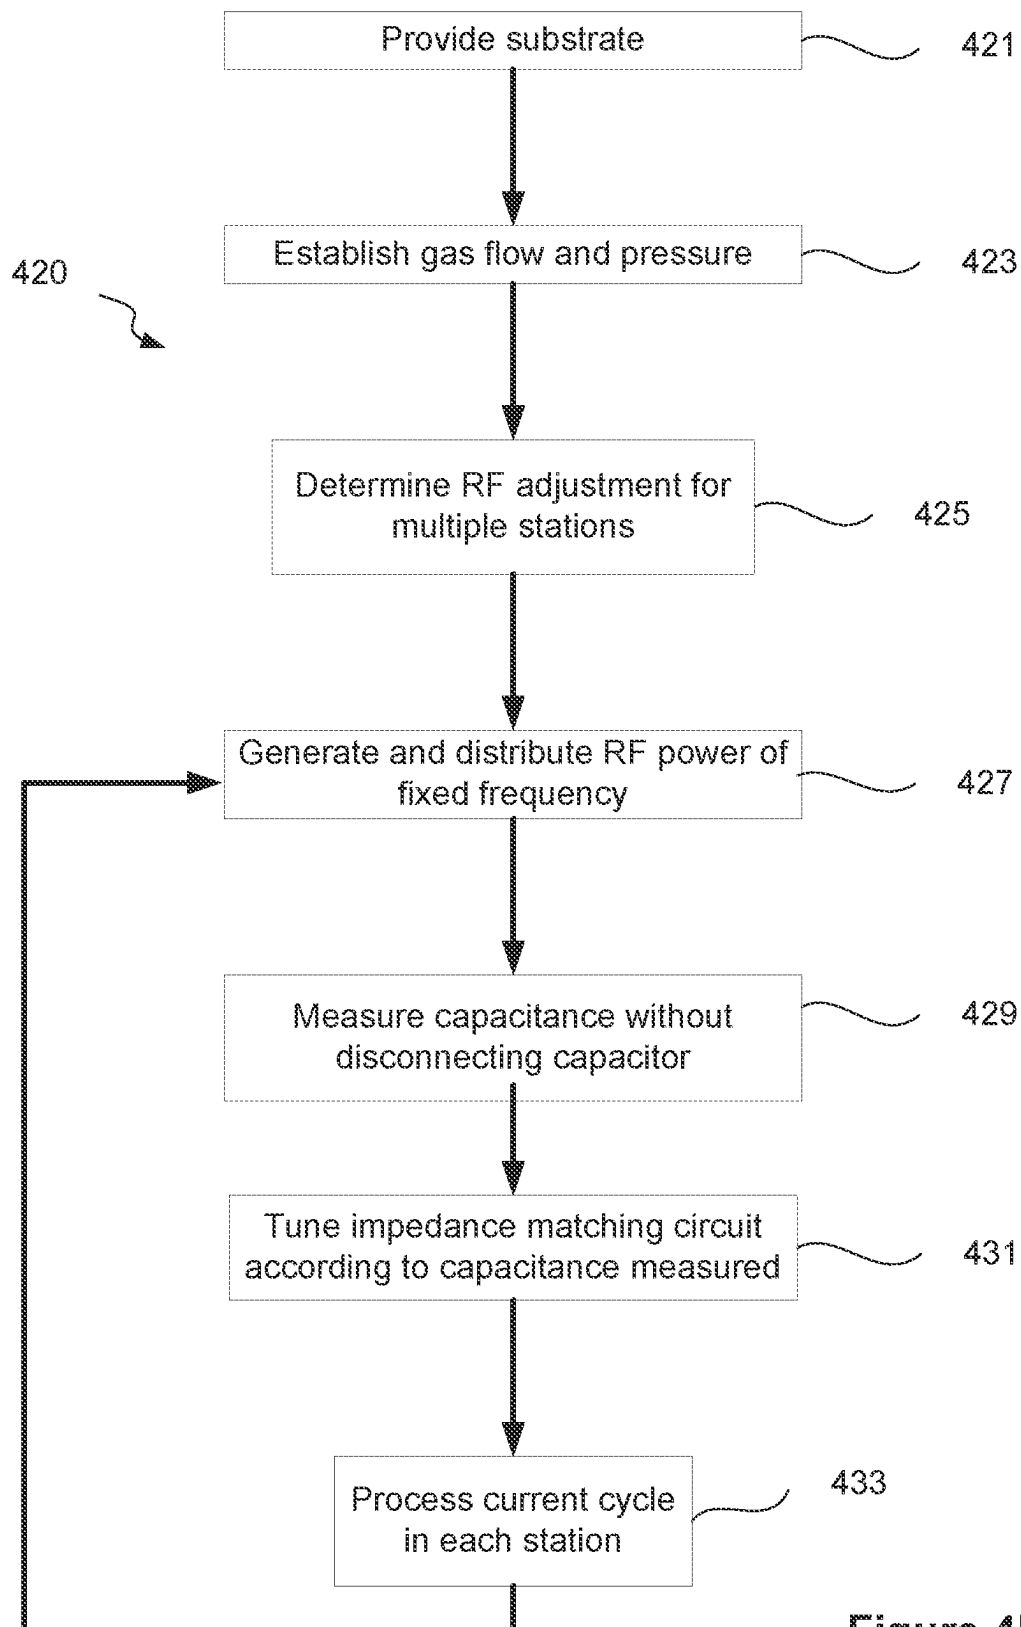 Provide substrate
421
Establish gas flow and pressure
423
420
Determine RF adjustment for
multiple stations
425
Generate and distribute RF power of
fixed frequency
427
Measure capacitance without
disconnecting capacitor
429
Tune impedance matching circuit
according to capacitance measured
431
Process current cycle
in each station
433